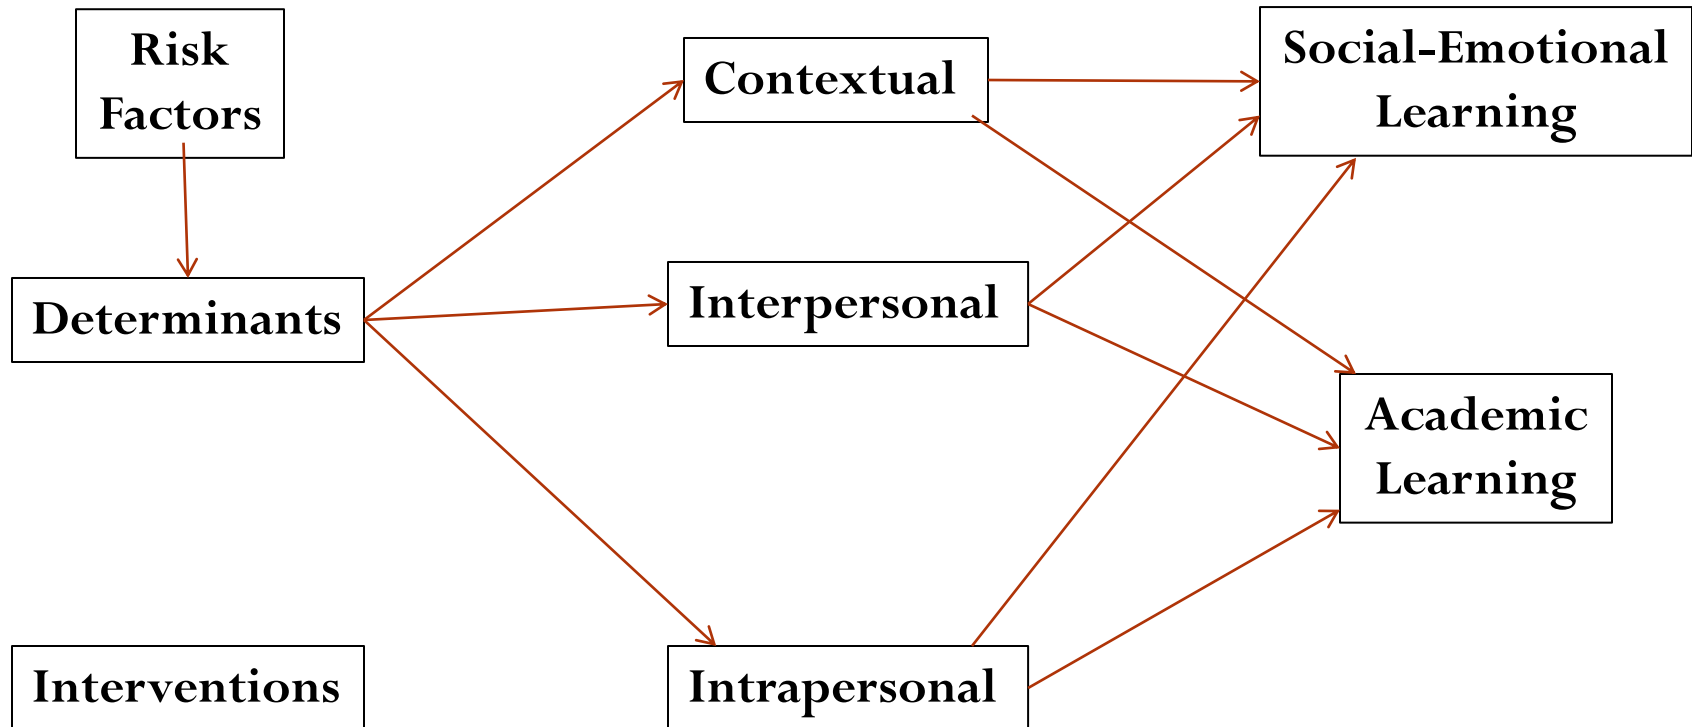 Risk
Factors
Contextual
Social-Emotional
Learning
Determinants
Interpersonal
Academic
Learning
Interventions
Intrapersonal